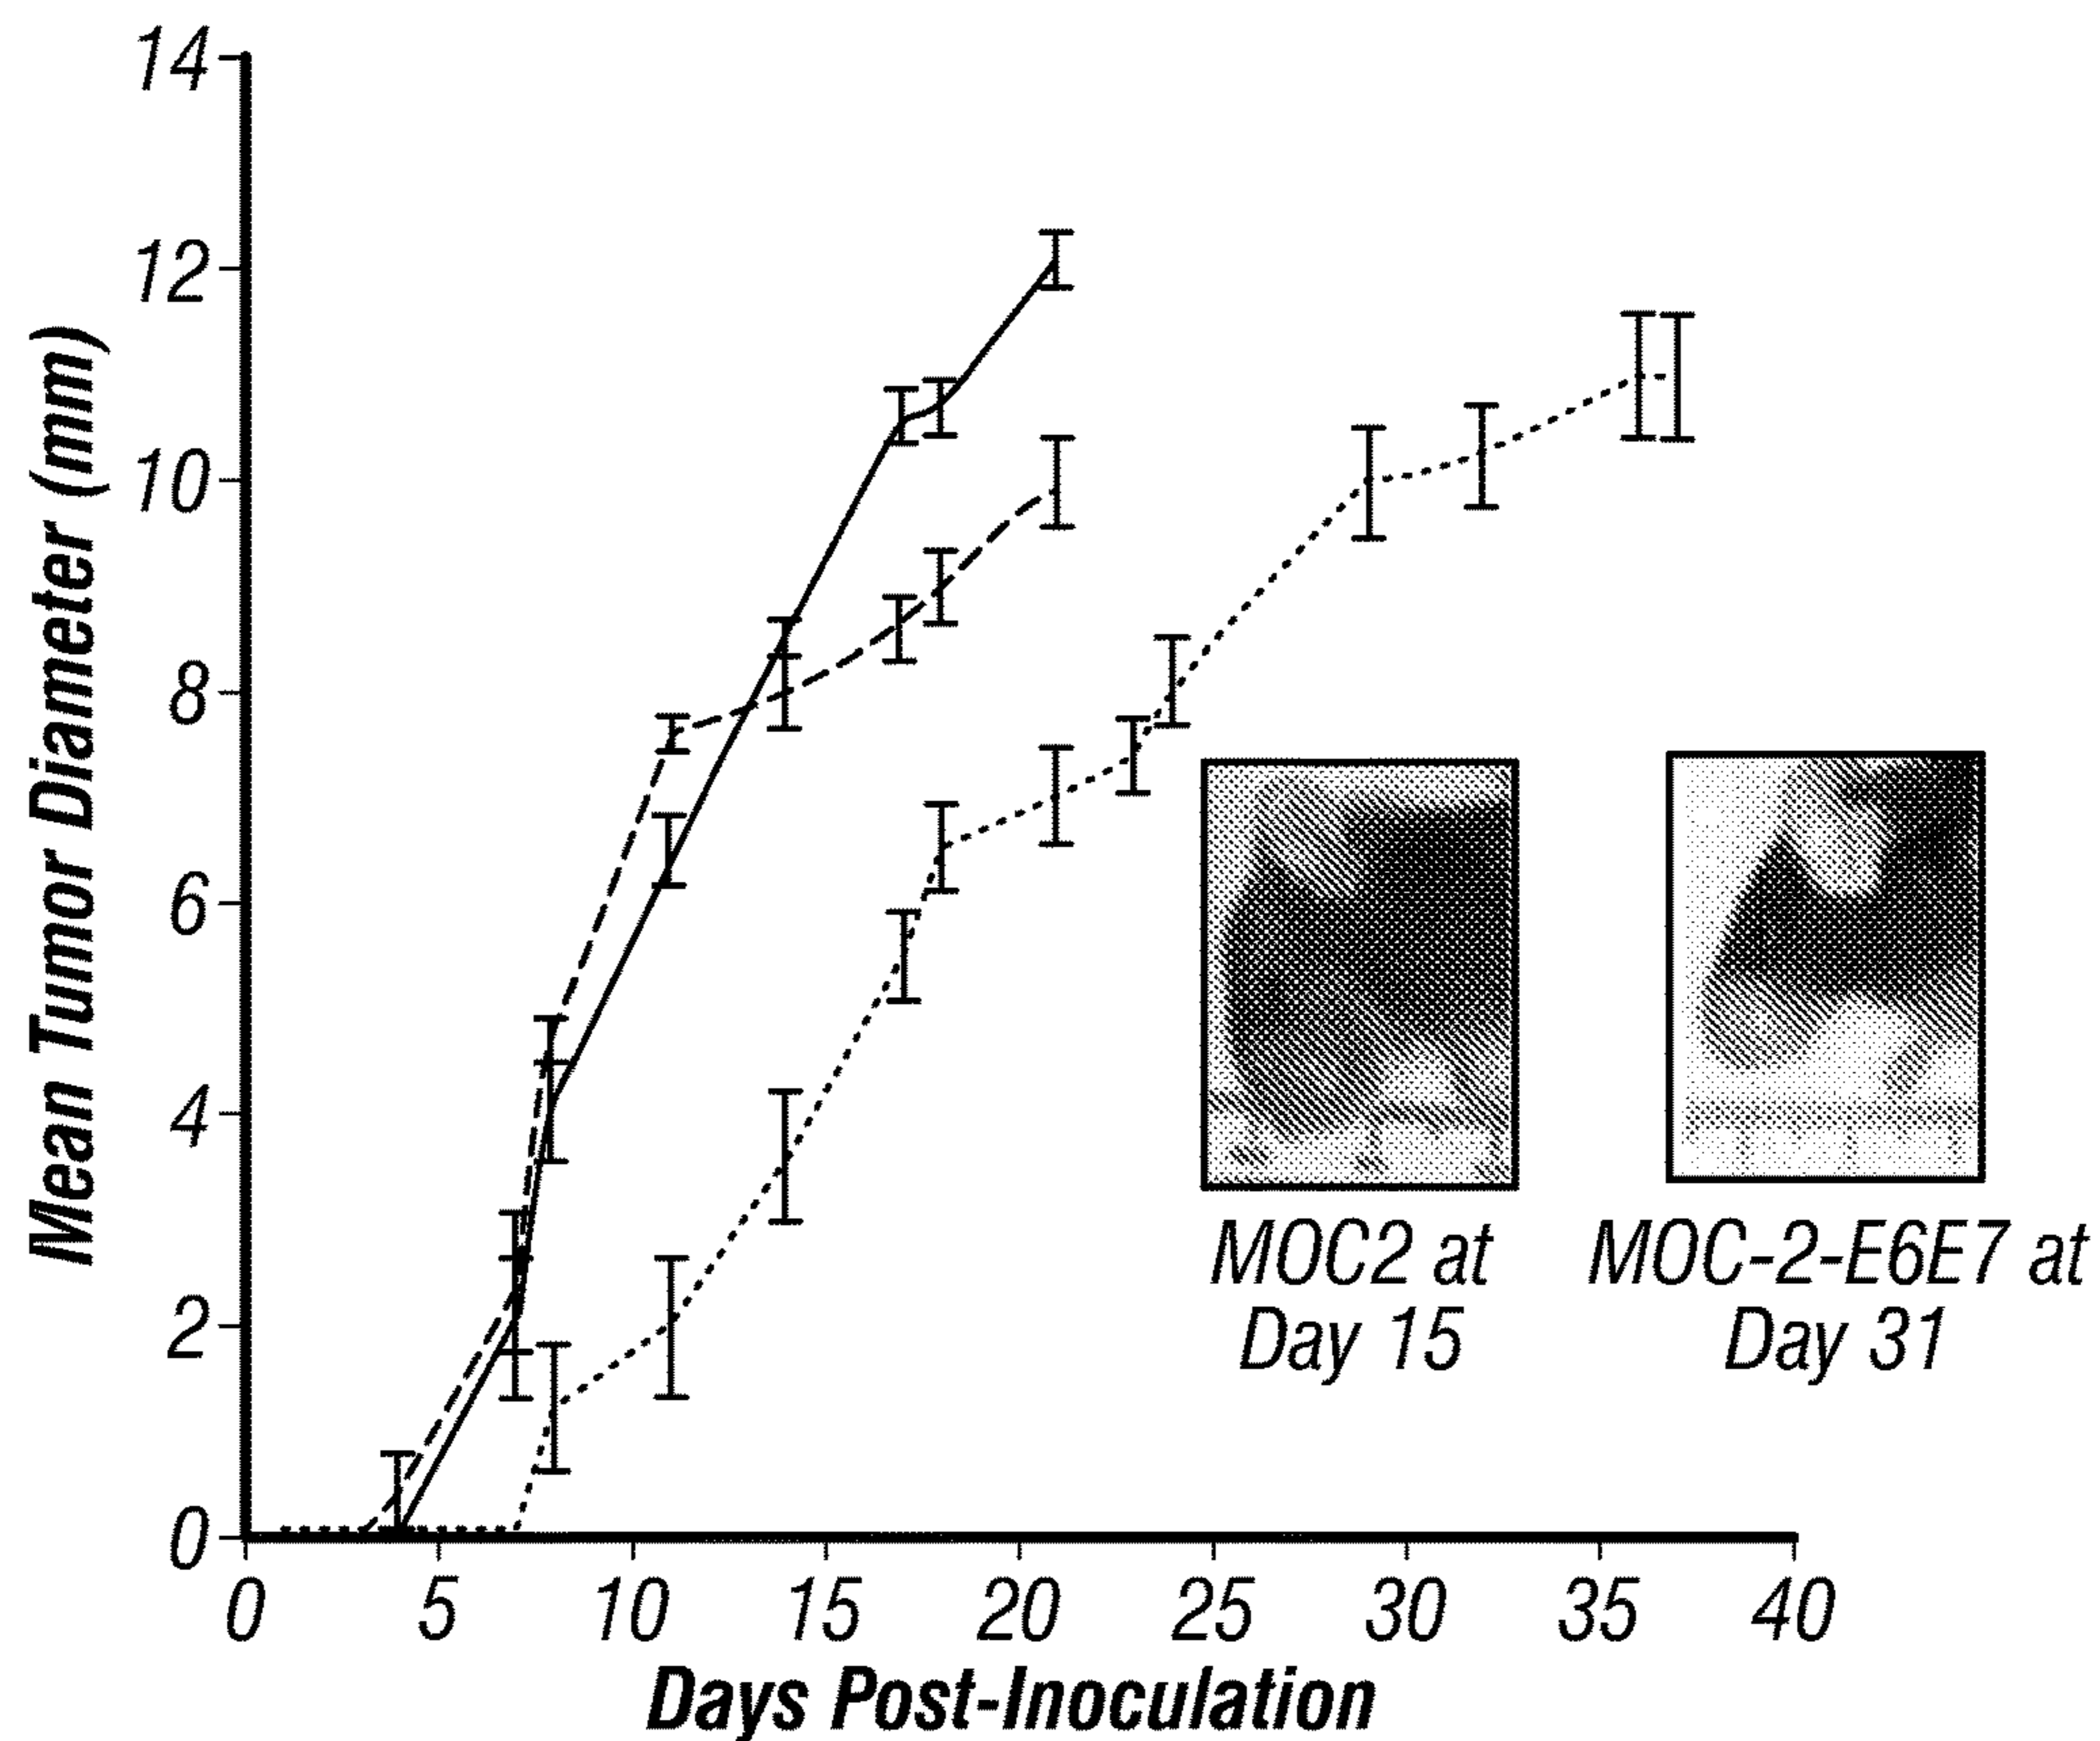 Mean Tumor Diameter (mm)
14
12
10
8
6
4
2
0
0 5 10 15 20 25 30 35 40
Days Post-Inoculation
MOC2 at
Day 15
MOC-2-E6E7 at
Day 31